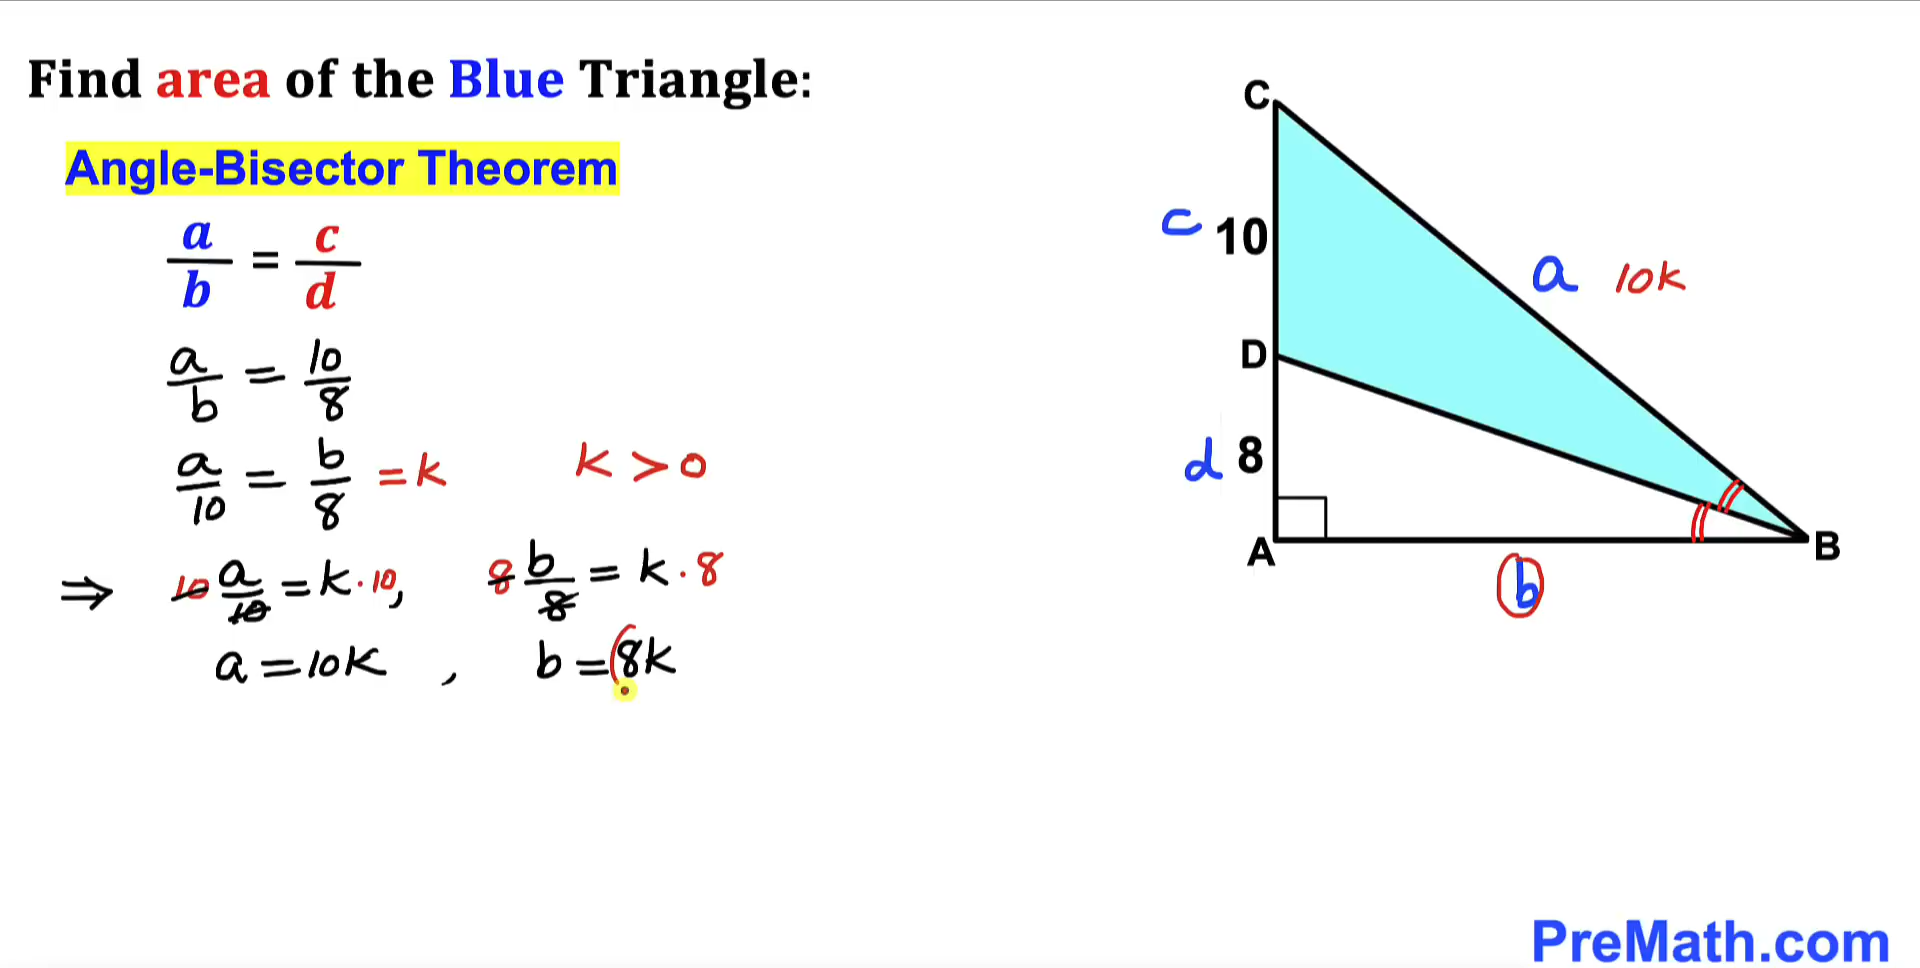 Find area of the Blue Triangle:
Angle-Bisector Theorem
a/b = c/d
a/b = 10/8
a/10 = b/8 = k    k > 0
⇒ 10 a/10 = k · 10,    8 b/8 = k · 8
a = 10k , b = 8k
C
c 10
a 10k
D
d 8
A
B
b
PreMath.com